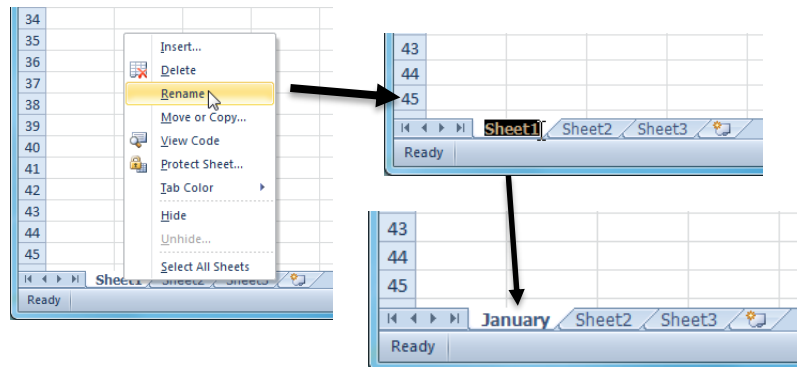 34
35
36
37
38
39
40
41
42
43
44
45
Insert...
Delete
Rename
Move or Copy...
View Code
Protect Sheet...
Tab Color
Hide
Unhide...
Select All Sheets
Sheet1 Sheet2 Sheet3
Ready
43
44
45
Sheet1 Sheet2 Sheet3
Ready
43
44
45
January Sheet2 Sheet3
Ready